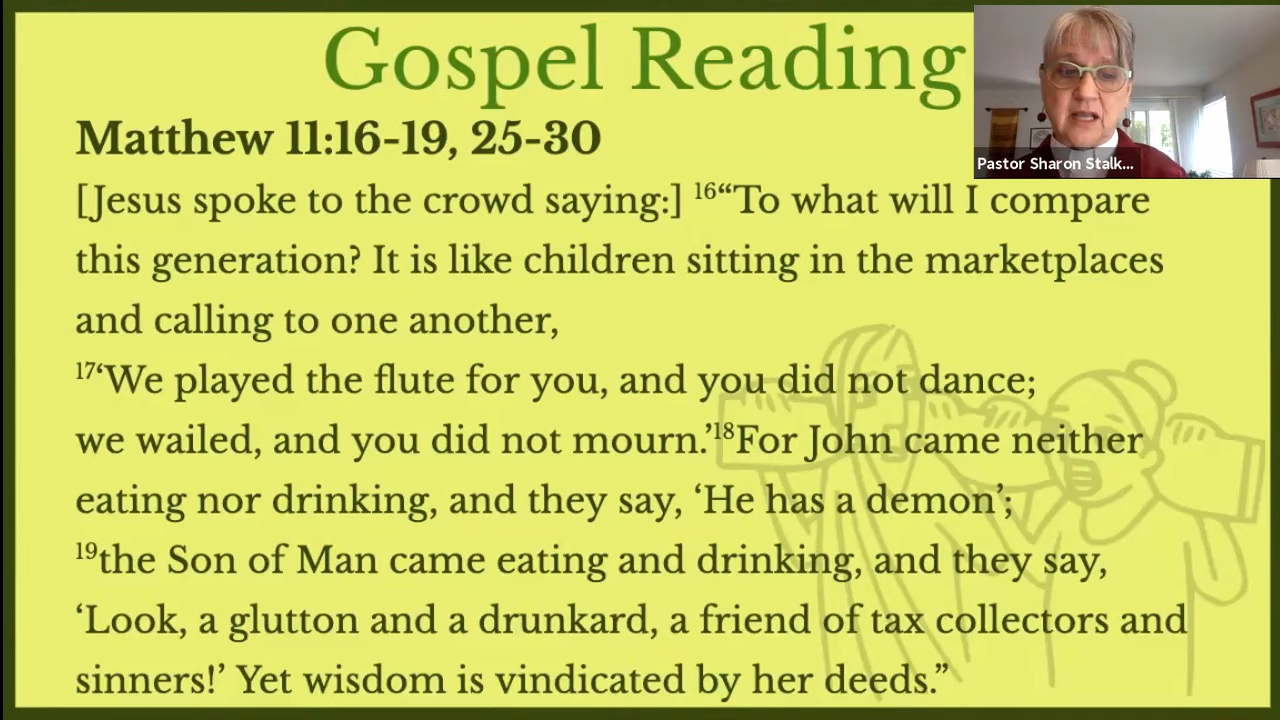 Gospel Reading
Pastor Sharon Stalk...
Matthew 11:16-19, 25-30
[Jesus spoke to the crowd saying:] ¹⁶“To what will I compare
this generation? It is like children sitting in the marketplaces
and calling to one another,
¹⁷‘We played the flute for you, and you did not dance;
we wailed, and you did not mourn.’¹⁸For John came neither
eating nor drinking, and they say, ‘He has a demon’;
¹⁹the Son of Man came eating and drinking, and they say,
‘Look, a glutton and a drunkard, a friend of tax collectors and
sinners!’ Yet wisdom is vindicated by her deeds.”